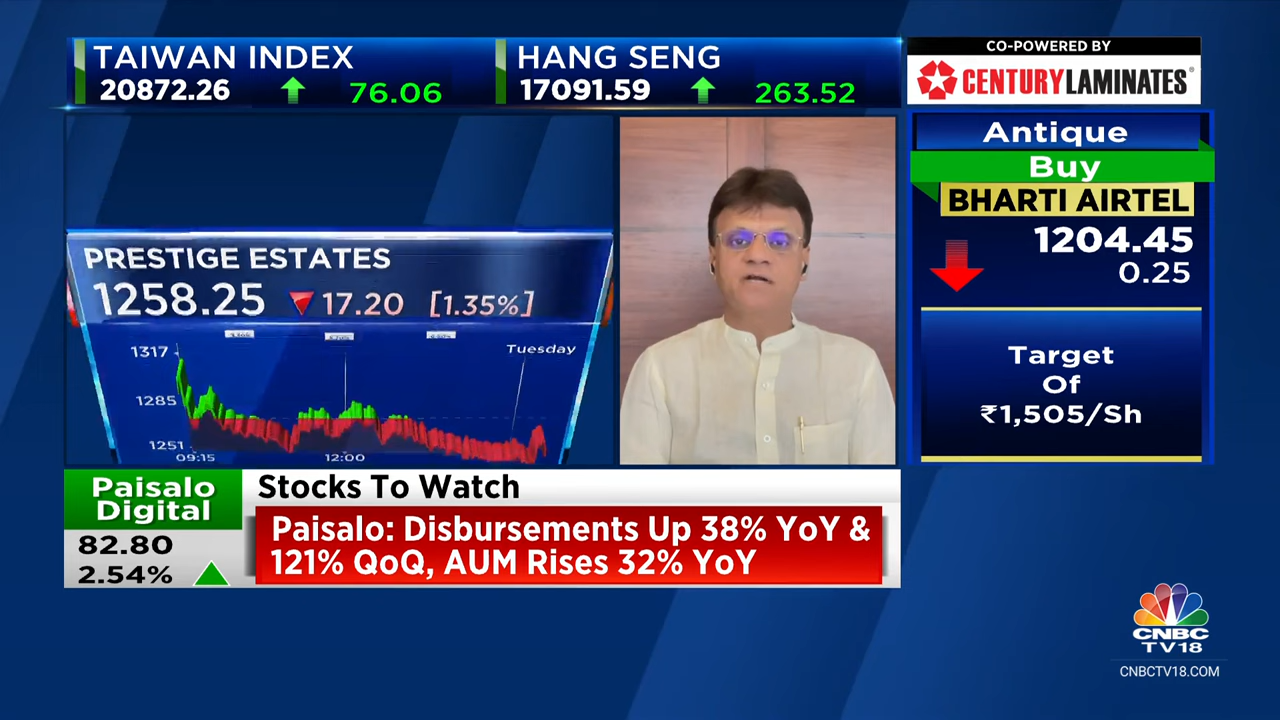 TAIWAN INDEX
20872.26 76.06
HANG SENG
17091.59 263.52
CO-POWERED BY
CENTURYLAMINATES®
Antique
Buy
BHARTI AIRTEL
1204.45
0.25
Target
Of
₹1,505/Sh
PRESTIGE ESTATES
1258.25 17.20 [1.35%]
Tuesday
1317
1285
1251
09:15 12:00
Paisalo
Digital
82.80
2.54%
Stocks To Watch
Paisalo: Disbursements Up 38% YoY &
121% QoQ, AUM Rises 32% YoY
CNBC
TV18
CNBCTV18.COM